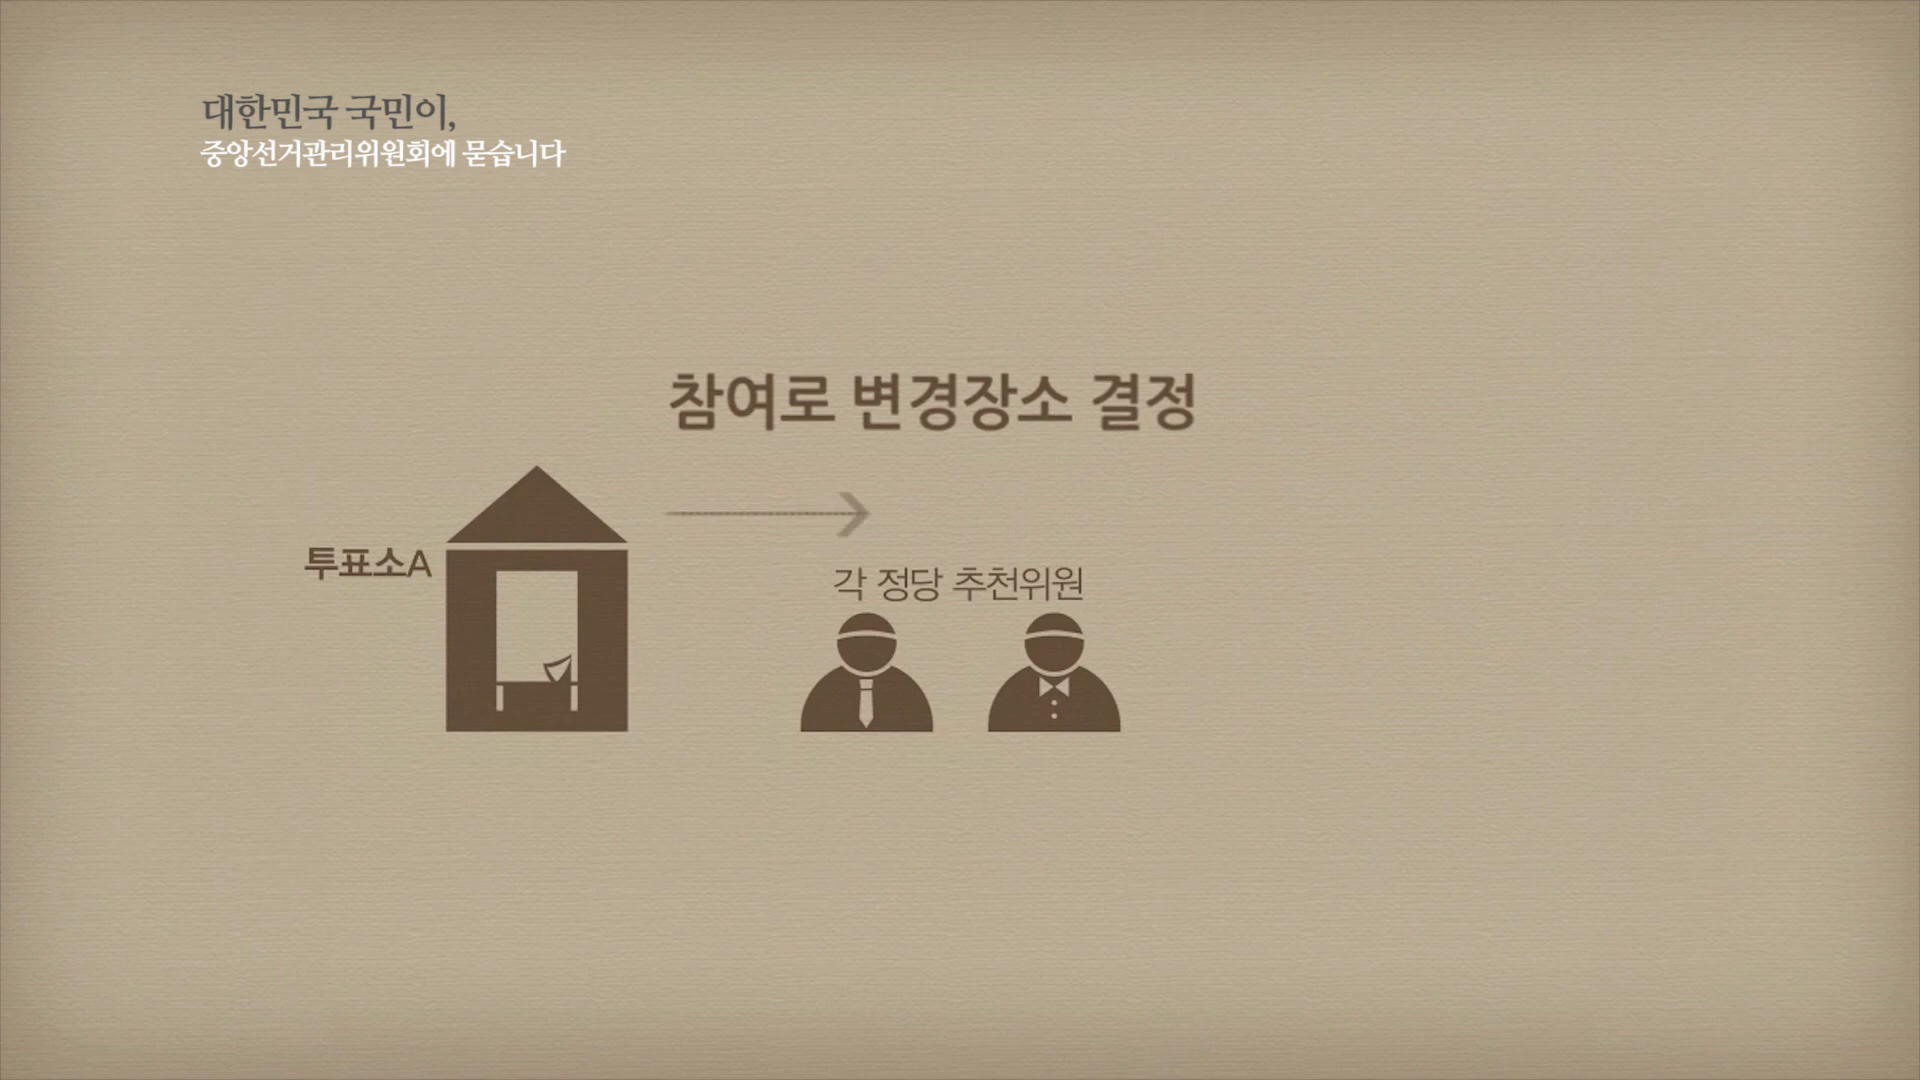 대한민국 국민이,
중앙선거관리위원회에 묻습니다
참여로 변경장소 결정
투표소A
각 정당 추천위원